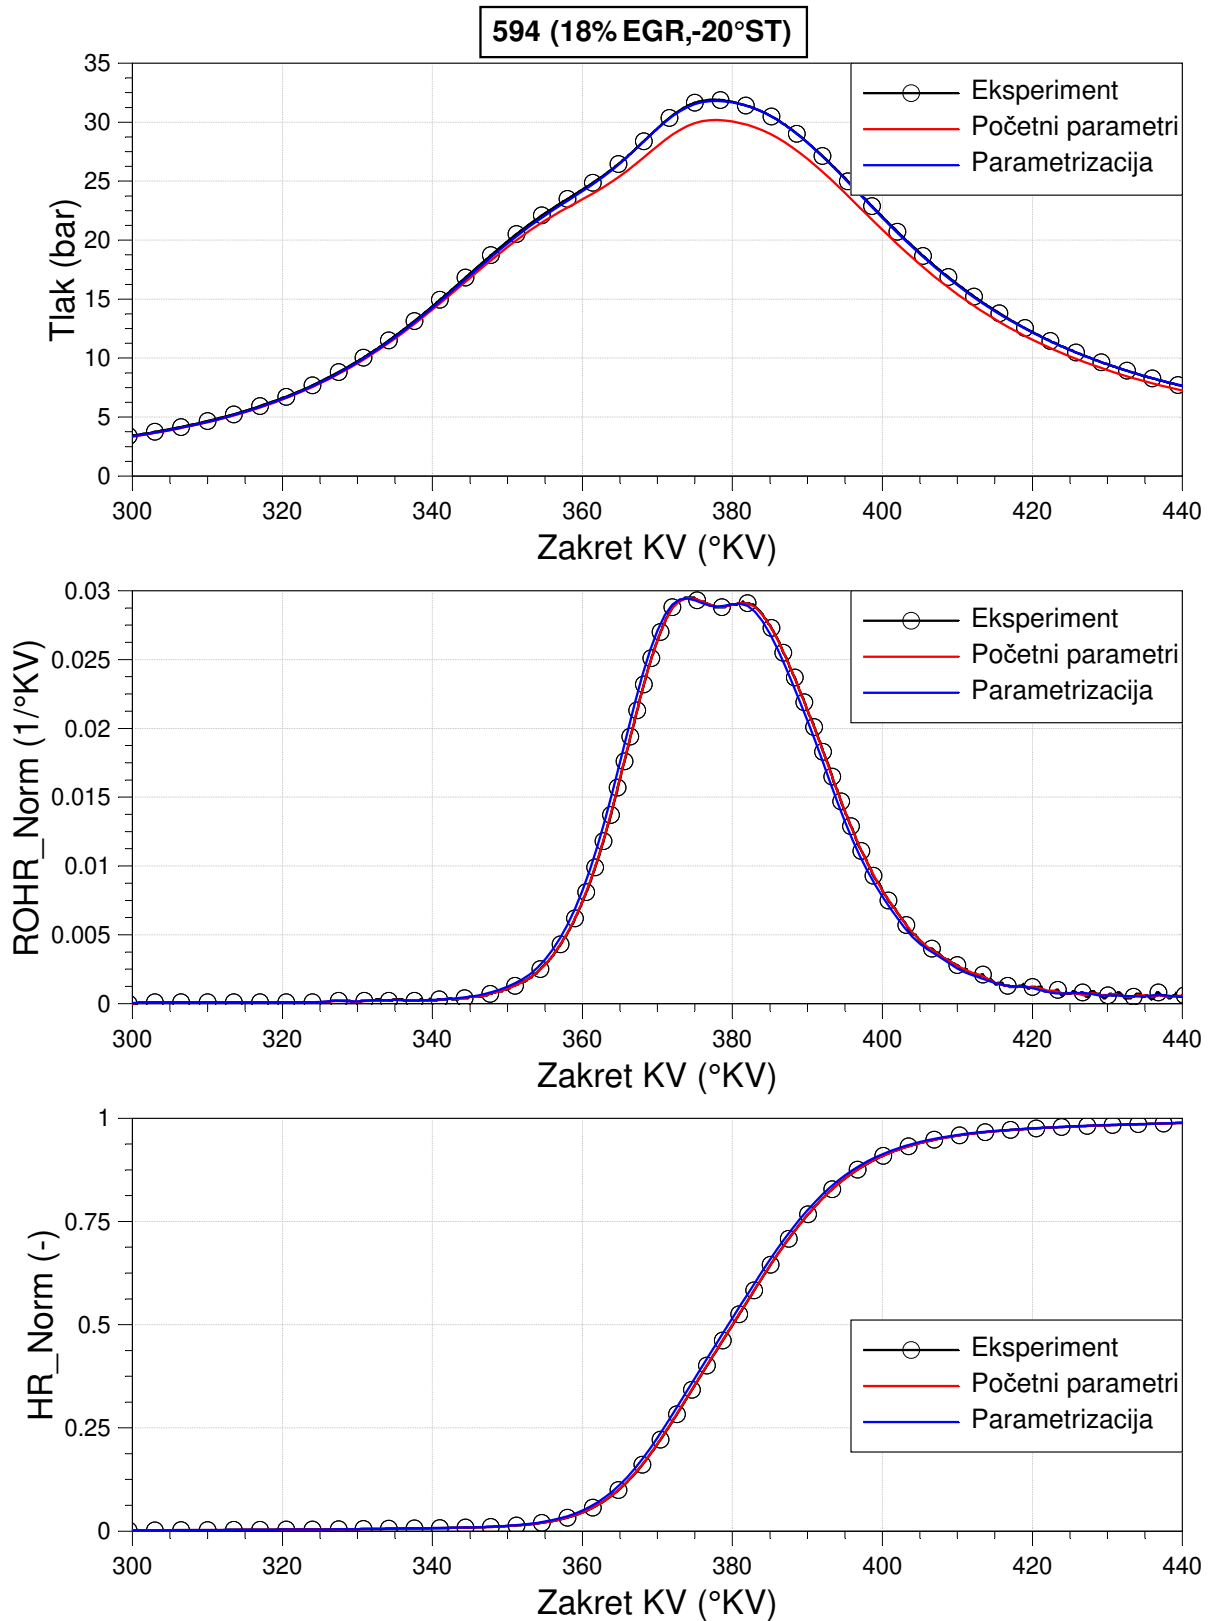 594 (18% EGR,-20°ST)
35
30
25
20
15
10
5
0
Tlak (bar)
Eksperiment
Početni parametri
Parametrizacija
300 320 340 360 380 400 420 440
Zakret KV (°KV)
0.03
0.025
0.02
0.015
0.01
0.005
0
ROHR_Norm (1/°KV)
Eksperiment
Početni parametri
Parametrizacija
300 320 340 360 380 400 420 440
Zakret KV (°KV)
1
0.75
0.5
0.25
0
HR_Norm (-)
Eksperiment
Početni parametri
Parametrizacija
300 320 340 360 380 400 420 440
Zakret KV (°KV)